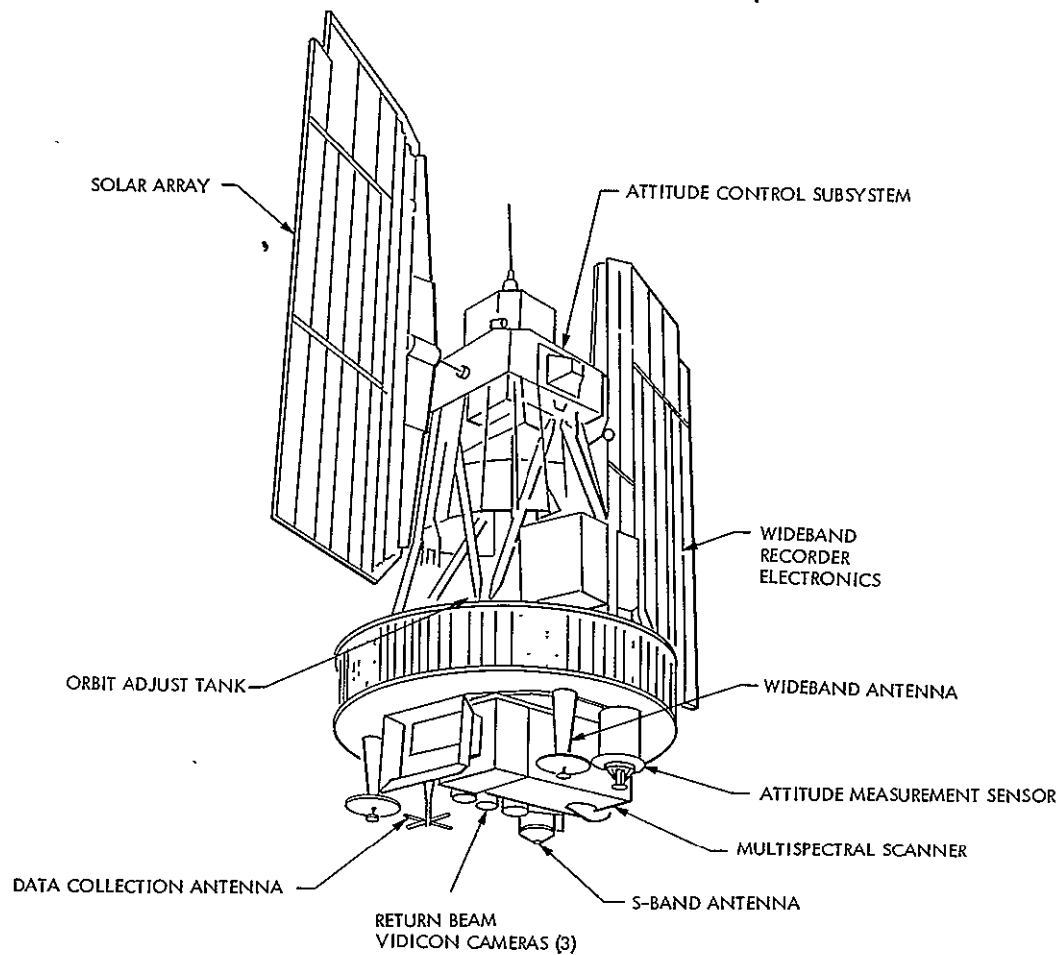 SOLAR ARRAY
ATTITUDE CONTROL SUBSYSTEM
WIDEBAND
RECORDER
ELECTRONICS
ORBIT ADJUST TANK
WIDEBAND ANTENNA
ATTITUDE MEASUREMENT SENSOR
MULTISPECTRAL SCANNER
DATA COLLECTION ANTENNA
S-BAND ANTENNA
RETURN BEAM
VIDICON CAMERAS (3)